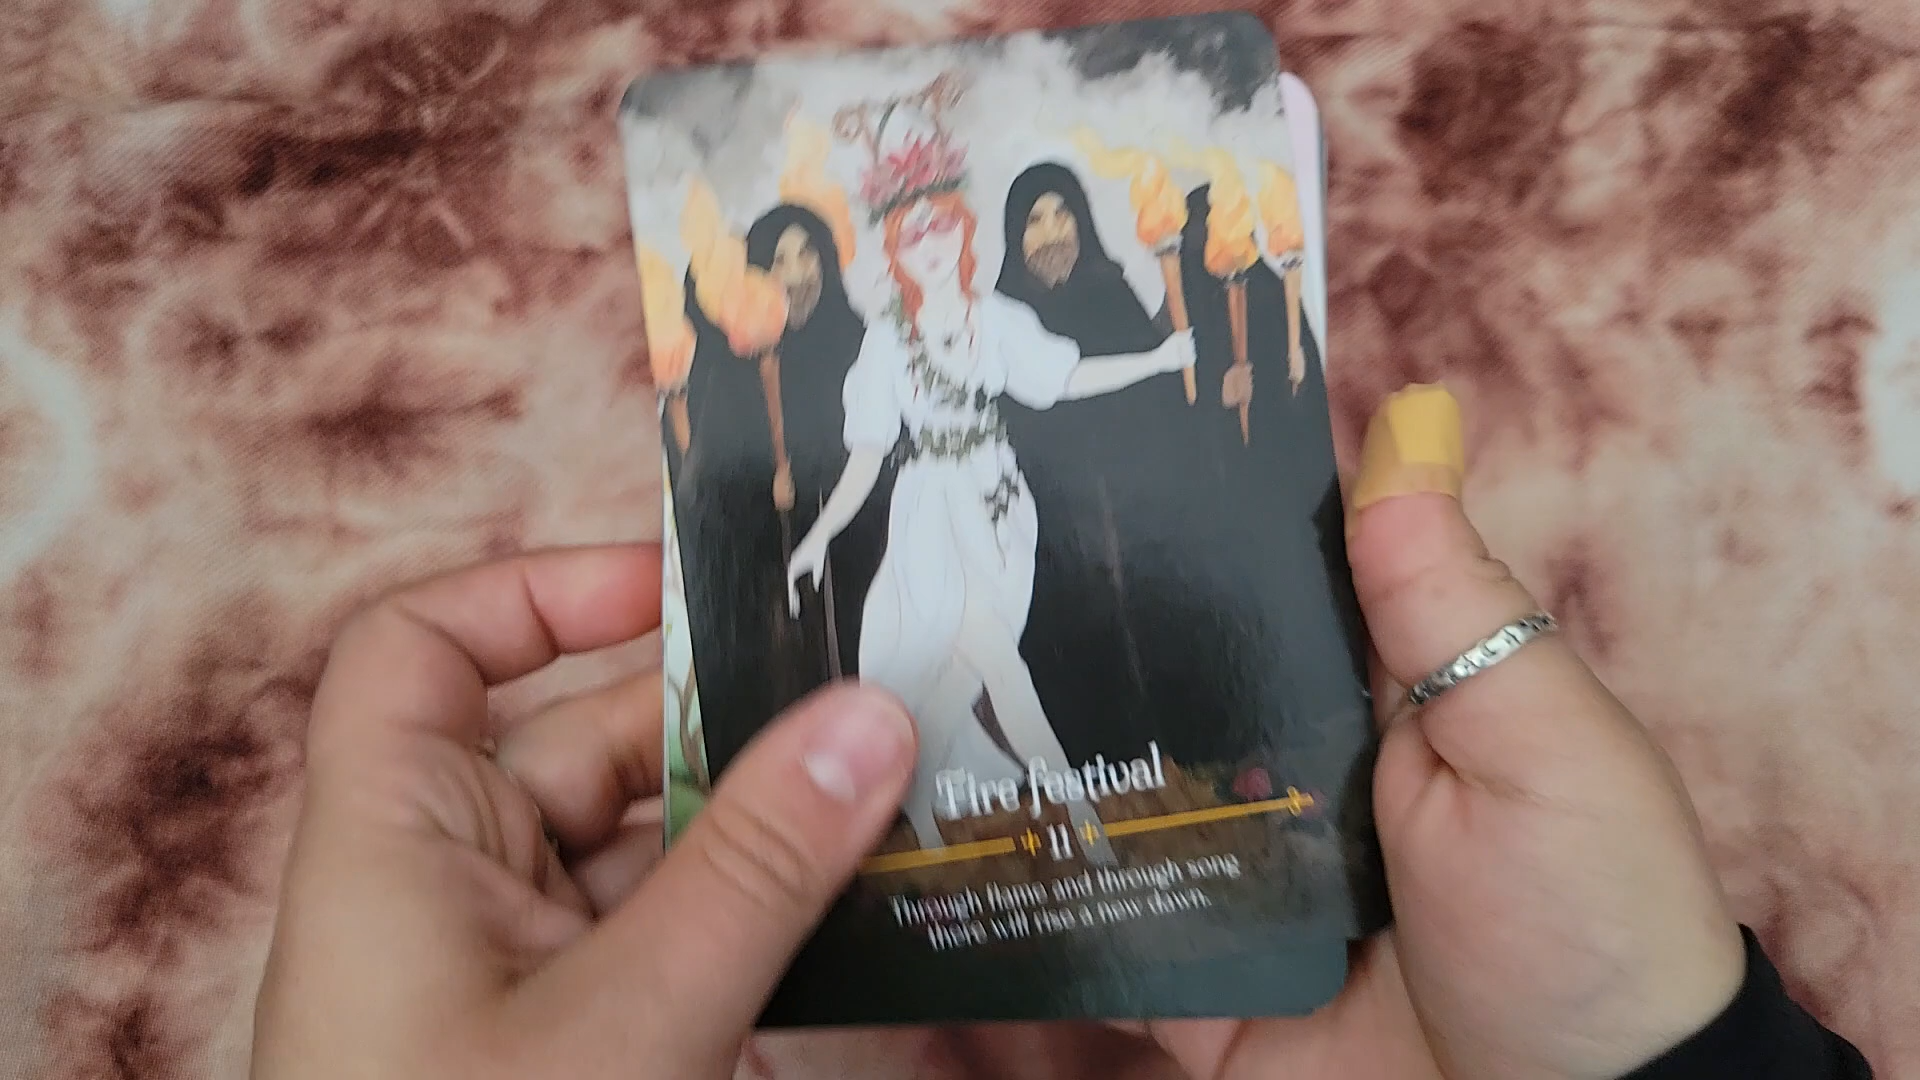 Fire festival
11
Through flame and through song
there will rise a new dawn.